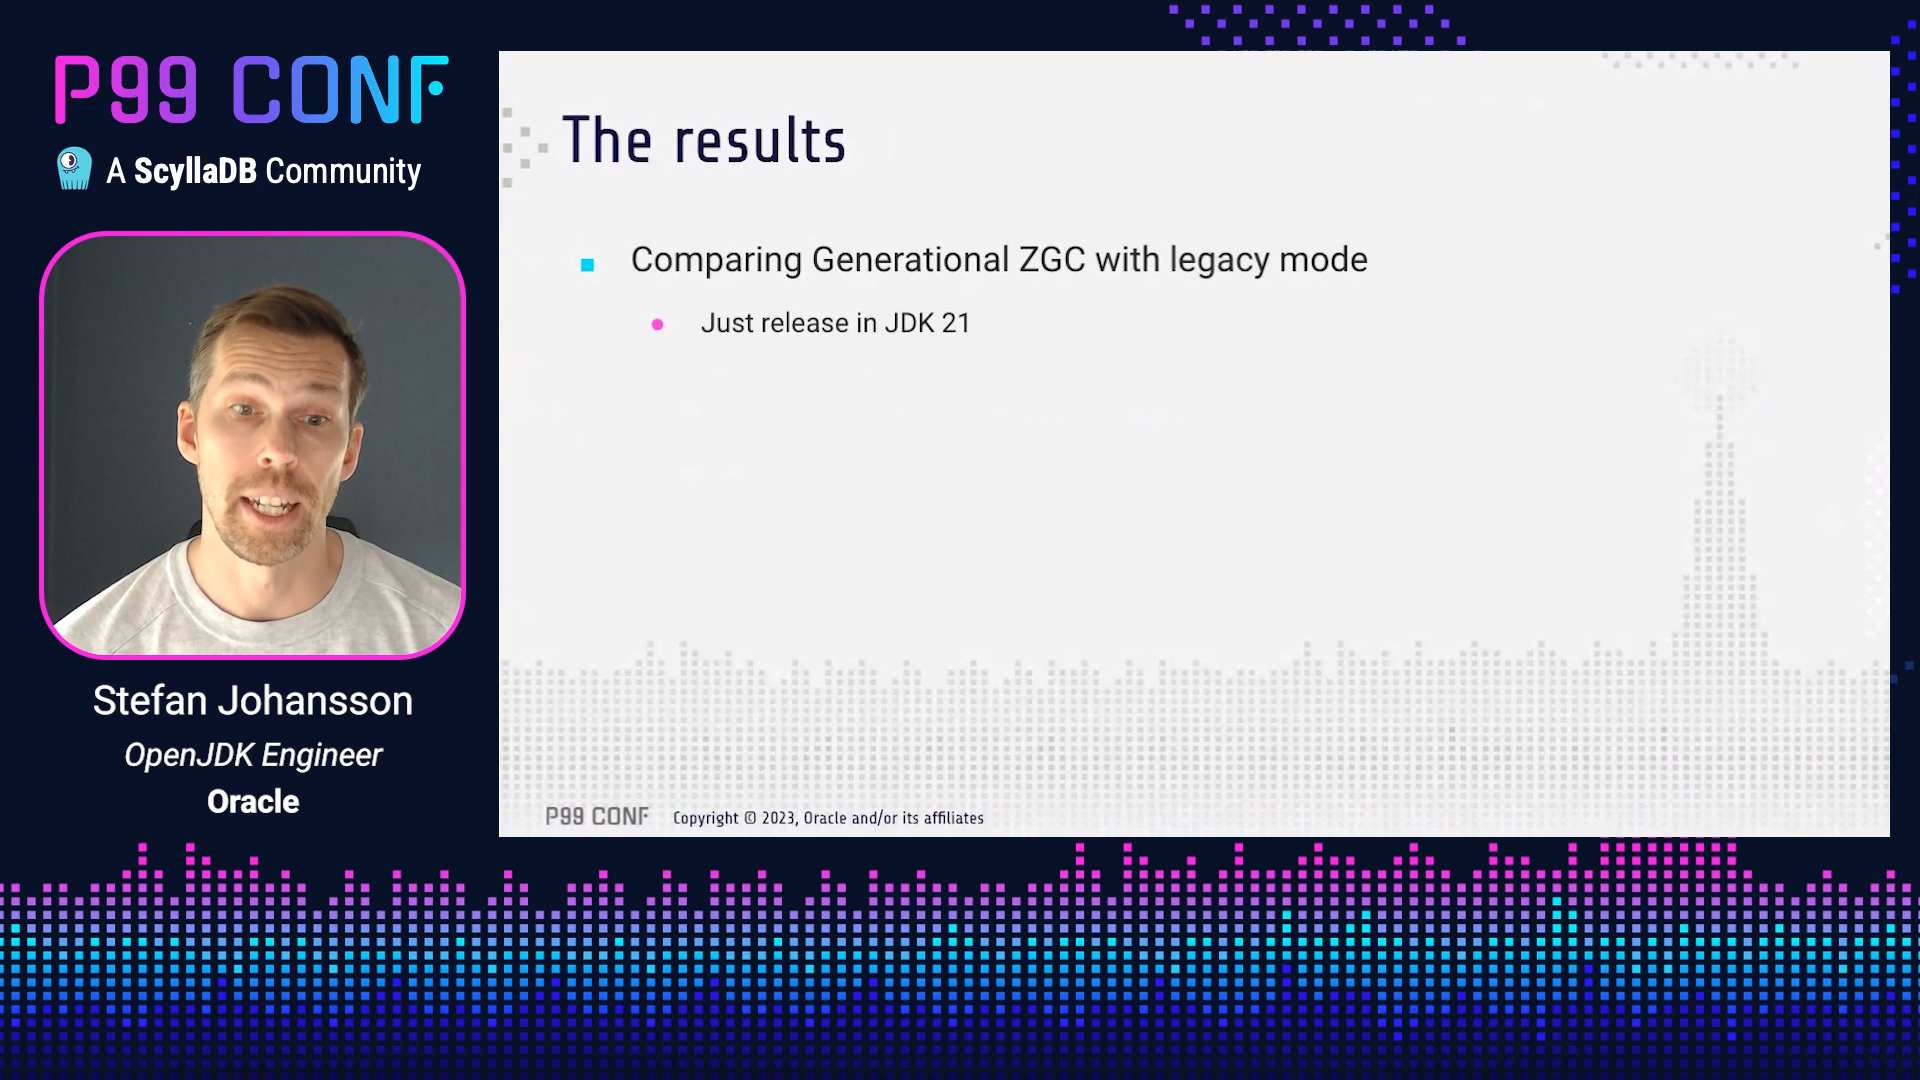 P99 CONF
A ScyllaDB Community
Stefan Johansson
OpenJDK Engineer
Oracle
The results
Comparing Generational ZGC with legacy mode
Just release in JDK 21
P99 CONF
Copyright © 2023, Oracle and/or its affiliates